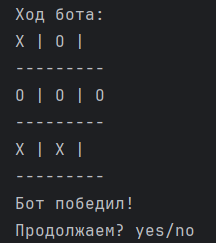 Ход бота:
X | O |
---------
O | O | O
---------
X | X |
---------
Бот победил!
Продолжаем? yes/no